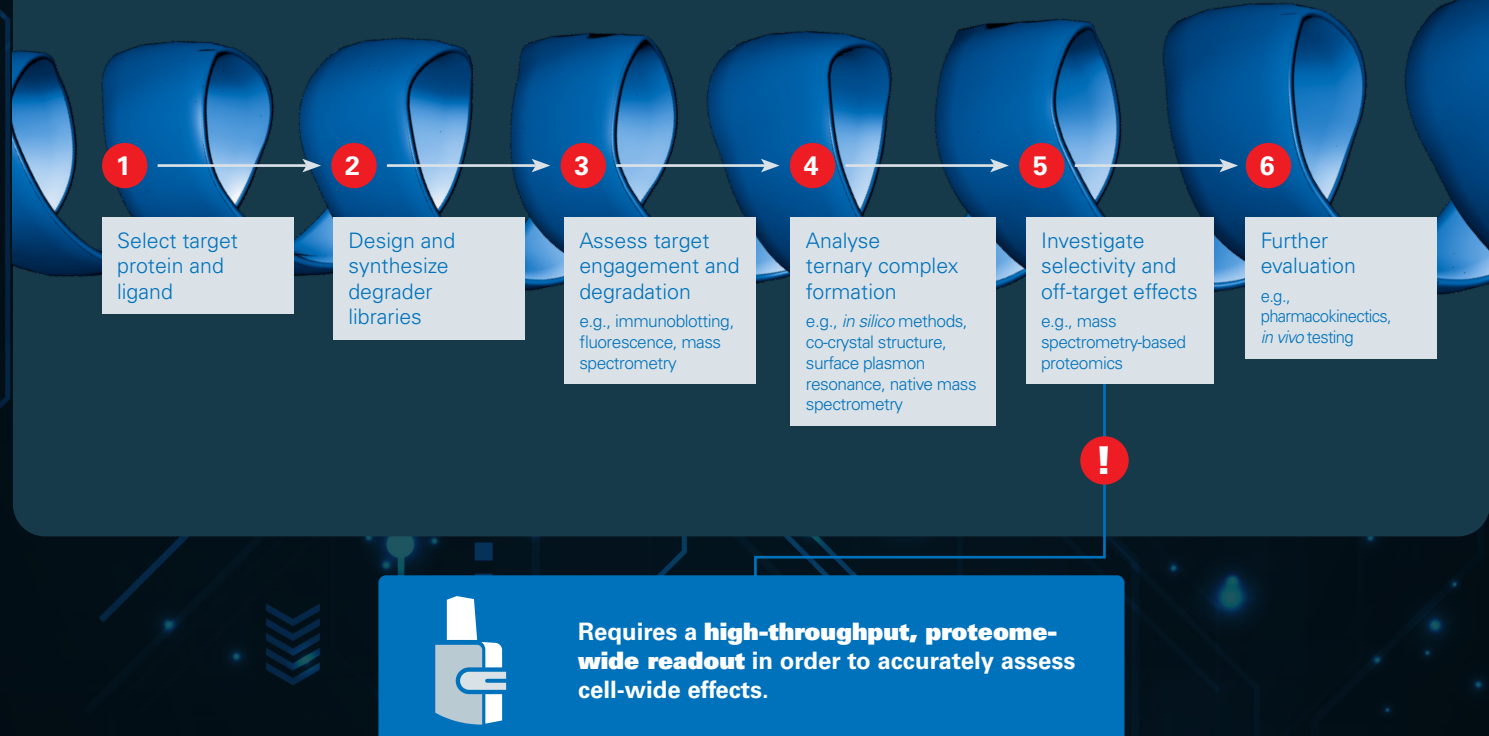 1
2
3
4
5
6
Select target
protein and
ligand
Design and
synthesize
degrader
libraries
Assess target
engagement and
degradation
e.g., immunoblotting,
fluorescence, mass
spectrometry
Analyse
ternary complex
formation
e.g., in silico methods,
co-crystal structure,
surface plasmon
resonance, native mass
spectrometry
Investigate
selectivity and
off-target effects
e.g., mass
spectrometry-based
proteomics
Further
evaluation
e.g.,
pharmacokinectics,
in vivo testing
!
Requires a high-throughput, proteome-
wide readout in order to accurately assess
cell-wide effects.